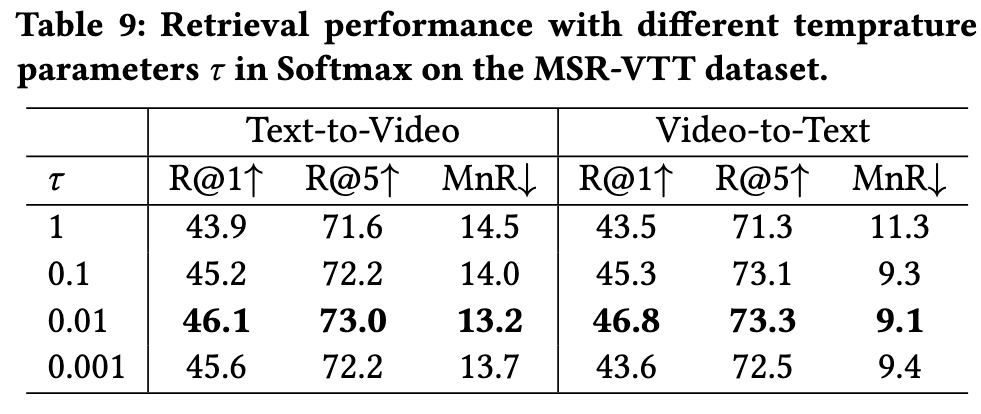 Table 9: Retrieval performance with different temprature
parameters τ in Softmax on the MSR-VTT dataset.
Text-to-Video Video-to-Text
τ R@1↑ R@5↑ MnR↓ R@1↑ R@5↑ MnR↓
1 43.9 71.6 14.5 43.5 71.3 11.3
0.1 45.2 72.2 14.0 45.3 73.1 9.3
0.01 46.1 73.0 13.2 46.8 73.3 9.1
0.001 45.6 72.2 13.7 43.6 72.5 9.4